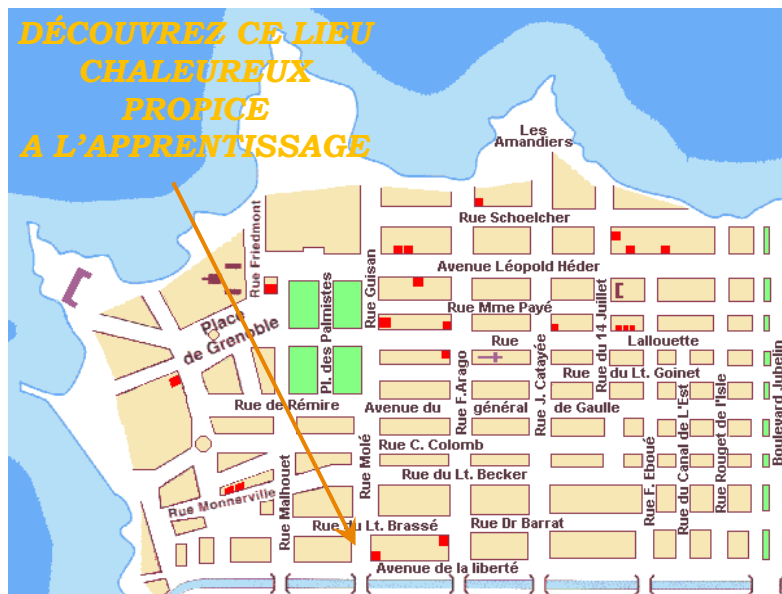 DÉCOUVREZ CE LIEU
CHALEUREUX
PROPICE
A L'APPRENTISSAGE
Les
Amandiers
Rue Schoelcher
Rue Friedmont
Rue Guisan
Avenue Léopold Héder
Rue Mme Payé
Pl. des Palmistes
Place
de Grenoble
Rue du 14 Juillet
Rue
Lallouette
Rue F.Arago
Rue J. Catayée
Rue
du Lt. Goinet
Boulevard Jubelin
Rue de Rémire
Avenue du
général
de Gaulle
Rue C. Colomb
Rue Molé
Rue du Lt. Becker
Rue F. Eboué
Rue du Canal de L'Est
Rue Rouget de l'Isle
Rue Monnerville
Rue Malhouet
Rue du Lt. Brassé
Rue Dr Barrat
Avenue de la liberté